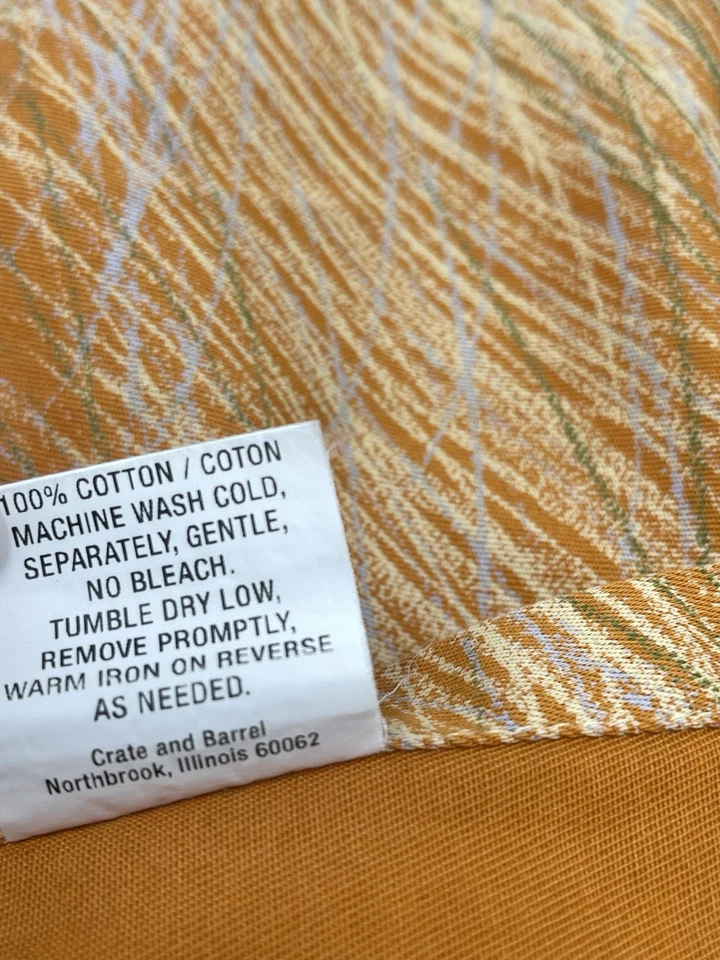 100% COTTON / COTON
MACHINE WASH COLD,
SEPARATELY, GENTLE,
NO BLEACH.
TUMBLE DRY LOW,
REMOVE PROMPTLY,
WARM IRON ON REVERSE
AS NEEDED.
Crate and Barrel
Northbrook, Illinois 60062